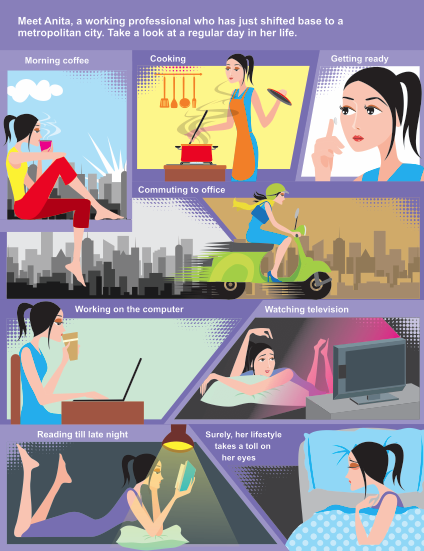 Meet Anita, a working professional who has just shifted base to a
metropolitan city. Take a look at a regular day in her life.
Morning coffee
Cooking
Getting ready
Commuting to office
Working on the computer
Watching television
Reading till late night
Surely, her lifestyle
takes a toll on
her eyes